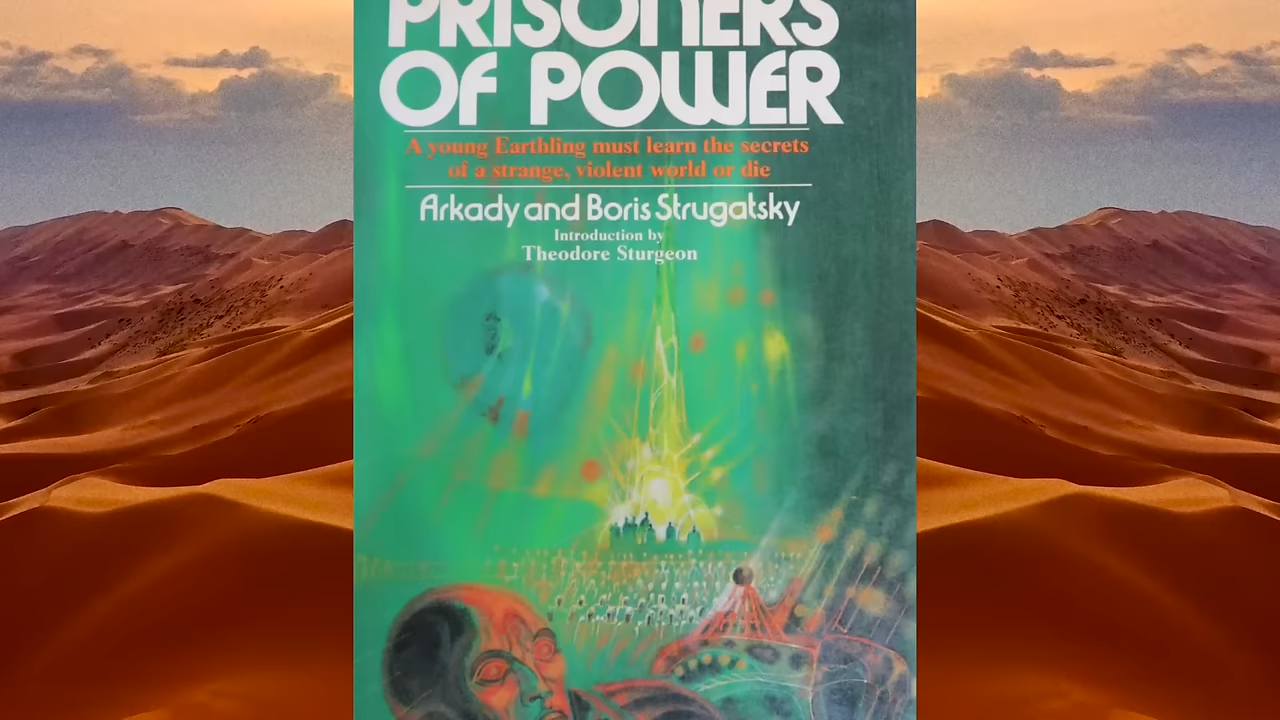 PRISONERS
OF POWER
A young Earthling must learn the secrets
of a strange, violent world or die
Arkady and Boris Strugatsky
Introduction by
Theodore Sturgeon